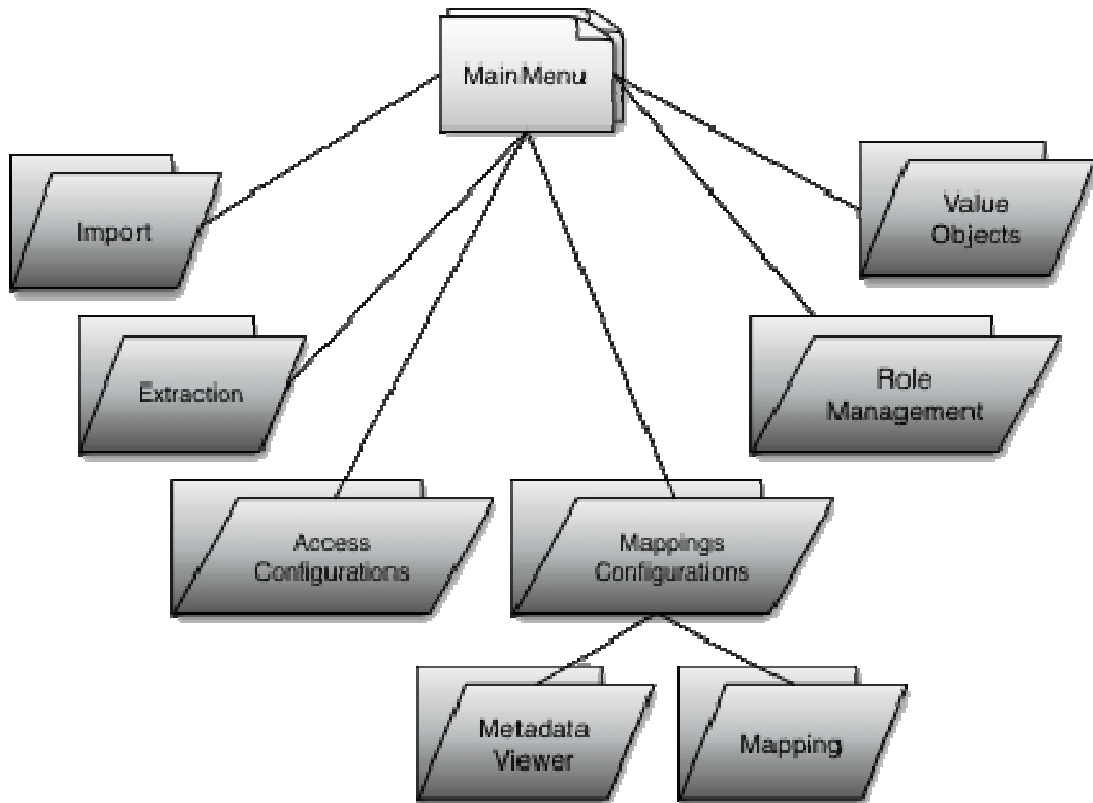 Main Menu
Import
Value
Objects
Extraction
Role
Management
Access
Configurations
Mappings
Configurations
Metadata
Viewer
Mapping